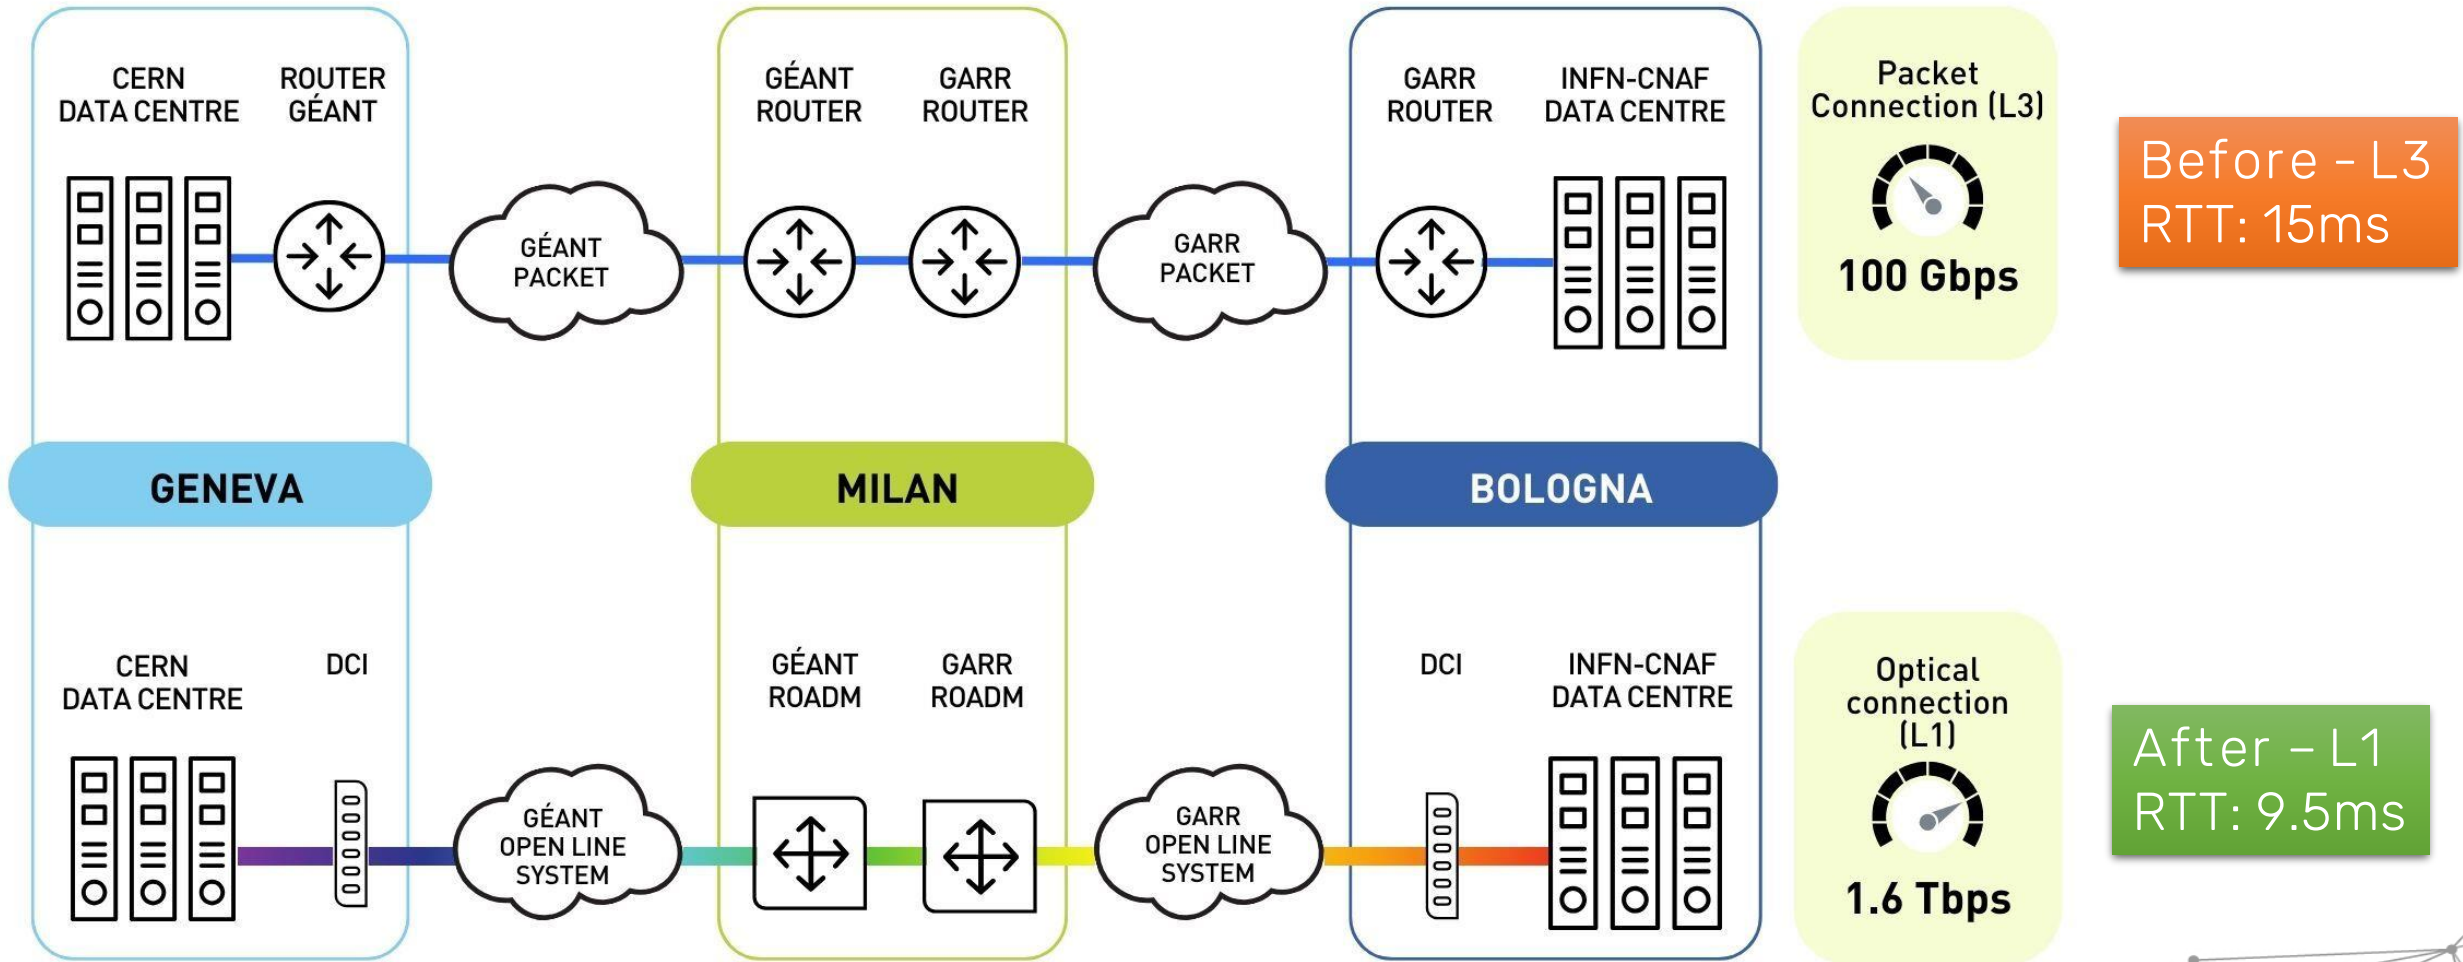 CERN
DATA CENTRE
ROUTER
GÉANT
GÉANT
ROUTER
GARR
ROUTER
GARR
ROUTER
INFN-CNAF
DATA CENTRE
Packet
Connection (L3)
100 Gbps
Before - L3
RTT: 15ms
GÉANT
PACKET
GARR
PACKET
GENEVA
MILAN
BOLOGNA
CERN
DATA CENTRE
DCI
GÉANT
ROADM
GARR
ROADM
DCI
INFN-CNAF
DATA CENTRE
Optical
connection
(L1)
1.6 Tbps
After – L1
RTT: 9.5ms
GÉANT
OPEN LINE
SYSTEM
GARR
OPEN LINE
SYSTEM